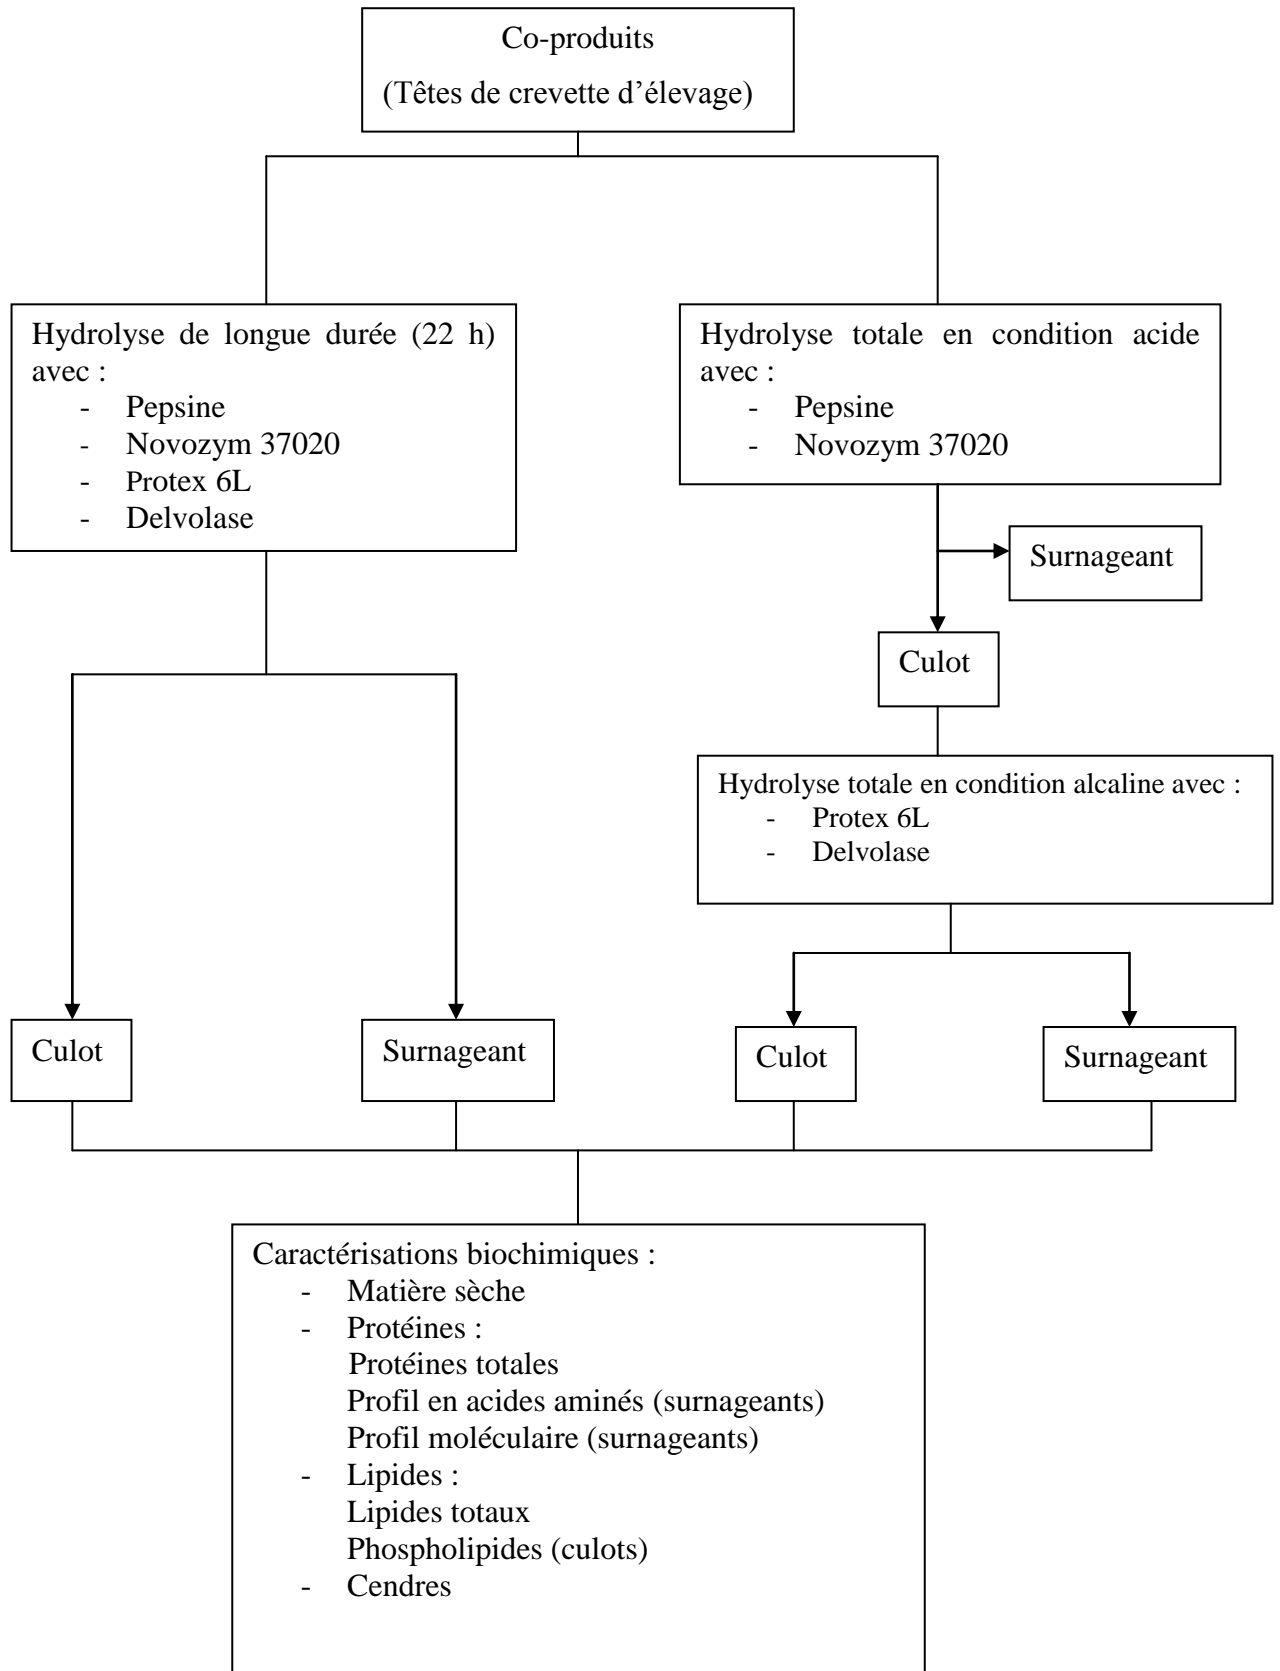 Co-produits
(Têtes de crevette d’élevage)
Hydrolyse de longue durée (22 h)
avec :
- Pepsine
- Novozym 37020
- Protex 6L
- Delvolase
Hydrolyse totale en condition acide
avec :
- Pepsine
- Novozym 37020
Surnageant
Culot
Hydrolyse totale en condition alcaline avec :
- Protex 6L
- Delvolase
Culot
Surnageant
Culot
Surnageant
Caractérisations biochimiques :
- Matière sèche
- Protéines :
Protéines totales
Profil en acides aminés (surnageants)
Profil moléculaire (surnageants)
- Lipides :
Lipides totaux
Phospholipides (culots)
- Cendres